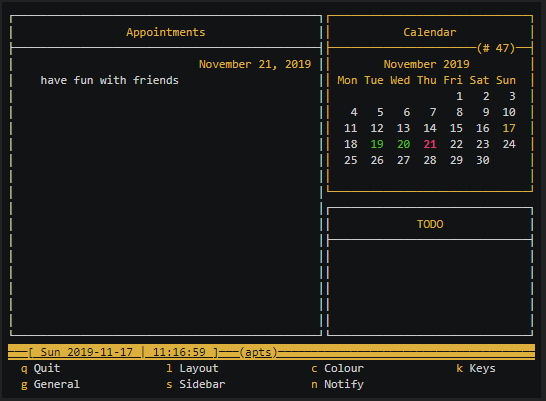 Appointments
November 21, 2019
have fun with friends
Calendar
(# 47)
November 2019
Mon Tue Wed Thu Fri Sat Sun
1 2 3
4 5 6 7 8 9 10
11 12 13 14 15 16 17
18 19 20 21 22 23 24
25 26 27 28 29 30
TODO
[ Sun 2019-11-17 | 11:16:59 ] (apts)
q Quit l Layout c Colour k Keys
g General s Sidebar n Notify